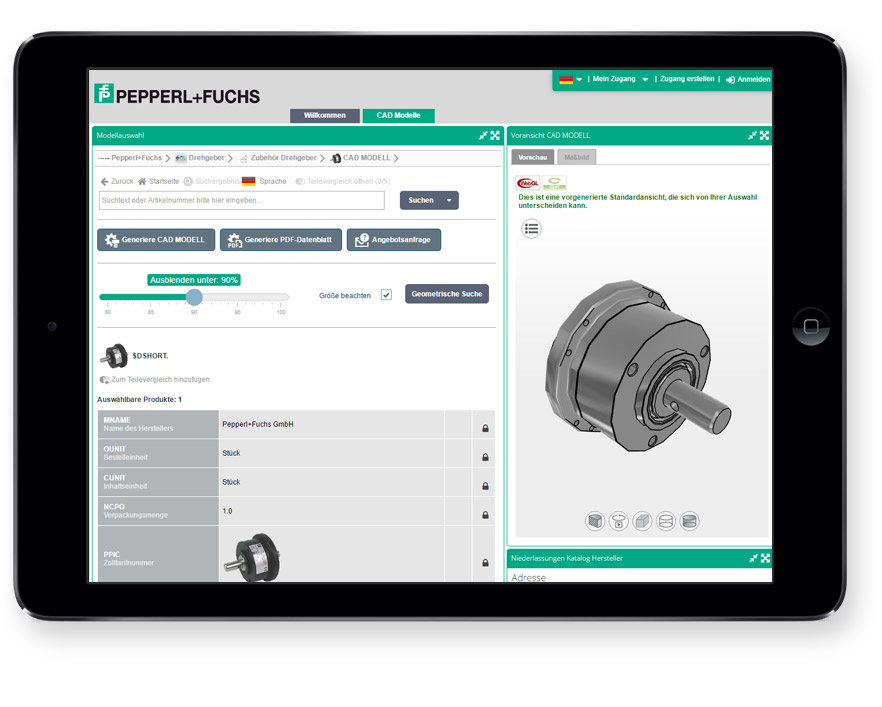 Mein Zugang | Zugang erstellen | Anmelden
PEPPERL+FUCHS
Willkommen CAD Modelle
Modellauswahl
Pepperl+Fuchs Drehgeber Zubehör Drehgeber CAD MODELL
Zurück Startseite Suchergebnis Sprache Teilevergleich öffnen (0/5)
Suchtext oder Artikelnummer bitte hier eingeben...
Suchen
Generiere CAD MODELL
PDF
Generiere PDF-Datenblatt
Angebotsanfrage
Ausblenden unter: 90%
80 85 90 95 100
Größe beachten
Geometrische Suche
$DSHORT.
Zum Teilevergleich hinzufügen
Auswählbare Produkte: 1
MNAME
Name des Herstellers
Pepperl+Fuchs GmbH
OUNIT
Bestelleinheit
Stück
CUNIT
Inhaltseinheit
Stück
NCPO
Verpackungsmenge
1.0
PPIC
Zolltarifnummer
Voransicht CAD MODELL
Vorschau Maßbild
WebGL
Dies ist eine vorgenerierte Standardansicht, die sich von Ihrer Auswahl
unterscheiden kann.
Niederlassungen Katalog Hersteller
Adresse